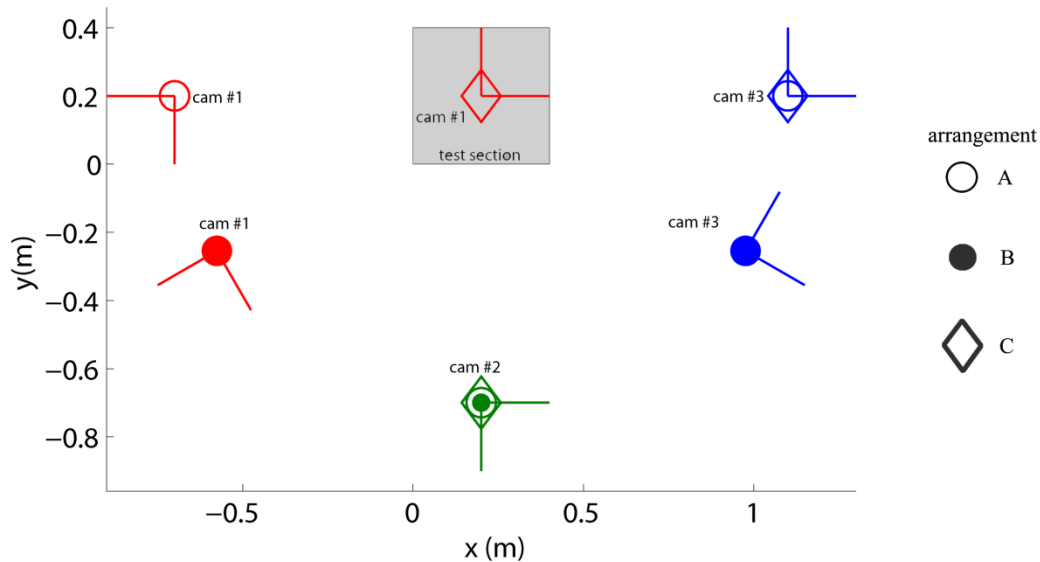 0.4
0.2
0
−0.2
−0.4
−0.6
−0.8
y(m)
cam #1
cam #1
test section
cam #3
cam #1
cam #3
cam #2
−0.5
0
0.5
1
x (m)
arrangement
A
B
C